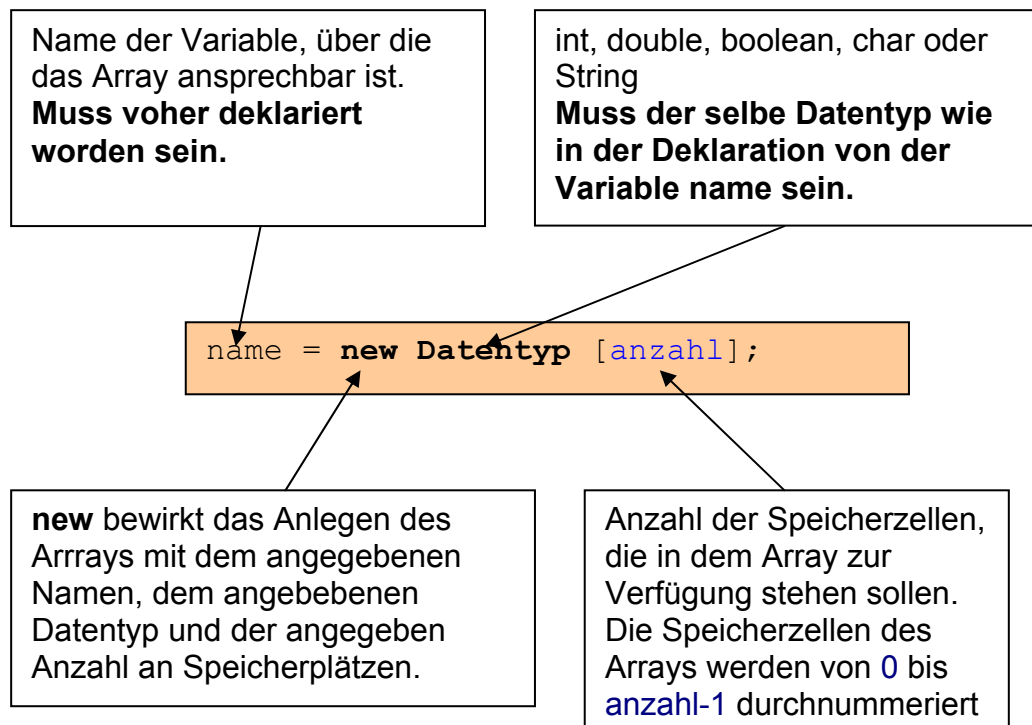 Name der Variable, über die
das Array ansprechbar ist.
Muss voher deklariert
worden sein.
int, double, boolean, char oder
String
Muss der selbe Datentyp wie
in der Deklaration von der
Variable name sein.
name = new Datentyp [anzahl];
new bewirkt das Anlegen des
Arrrays mit dem angegebenen
Namen, dem angebebenen
Datentyp und der angegeben
Anzahl an Speicherplätzen.
Anzahl der Speicherzellen,
die in dem Array zur
Verfügung stehen sollen.
Die Speicherzellen des
Arrays werden von 0 bis
anzahl-1 durchnummeriert